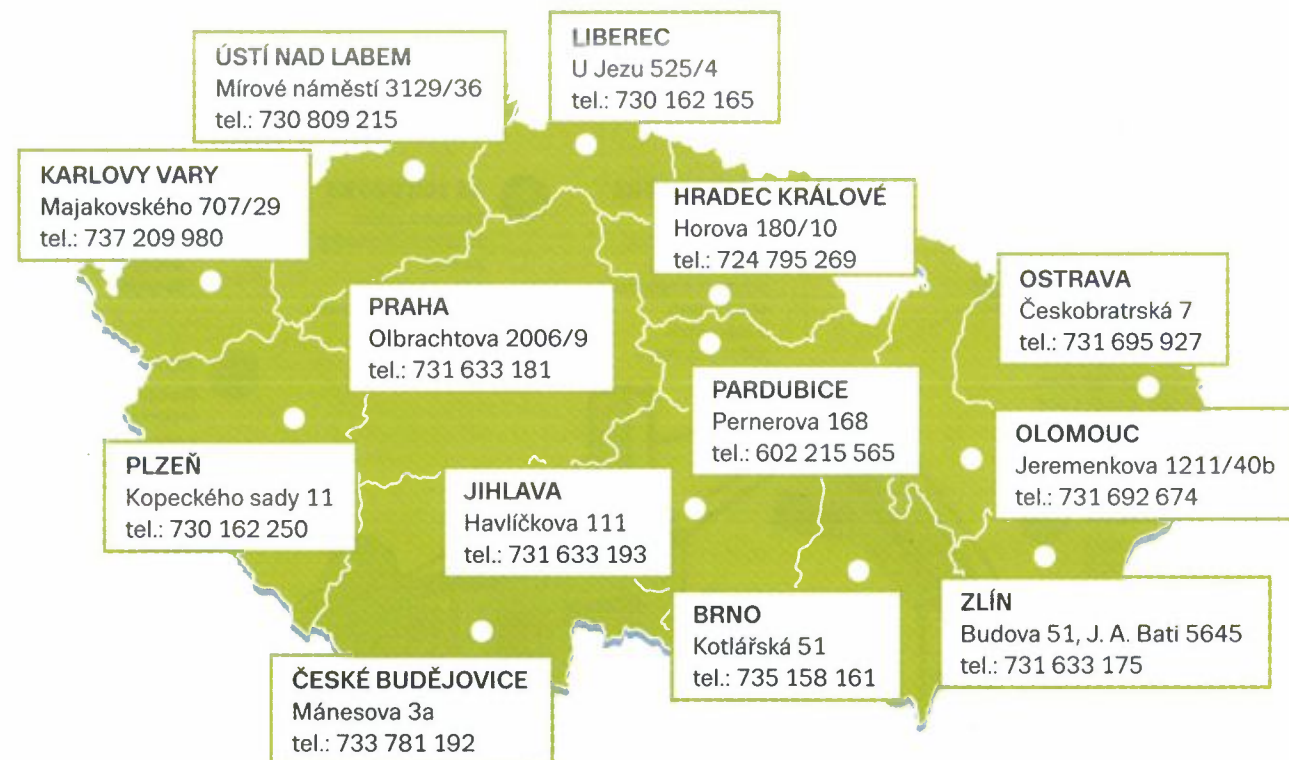 ÚSTÍ NAD LABEM
Mírové náměstí 3129/36
tel.: 730 809 215
LIBEREC
U Jezu 525/4
tel.: 730 162 165
KARLOVY VARY
Majakovského 707/29
tel.: 737 209 980
HRADEC KRÁLOVÉ
Horova 180/10
tel.: 724 795 269
OSTRAVA
Českobratrská 7
tel.: 731 695 927
PRAHA
Olbrachtova 2006/9
tel.: 731 633 181
PARDUBICE
Pernerova 168
tel.: 602 215 565
OLOMOUC
Jeremenkova 1211/40b
tel.: 731 692 674
PLZEŇ
Kopeckého sady 11
tel.: 730 162 250
JIHLAVA
Havlíčkova 111
tel.: 731 633 193
BRNO
Kotlářská 51
tel.: 735 158 161
ZLÍN
Budova 51, J. A. Bati 5645
tel.: 731 633 175
ČESKÉ BUDĚJOVICE
Mánesova 3a
tel.: 733 781 192